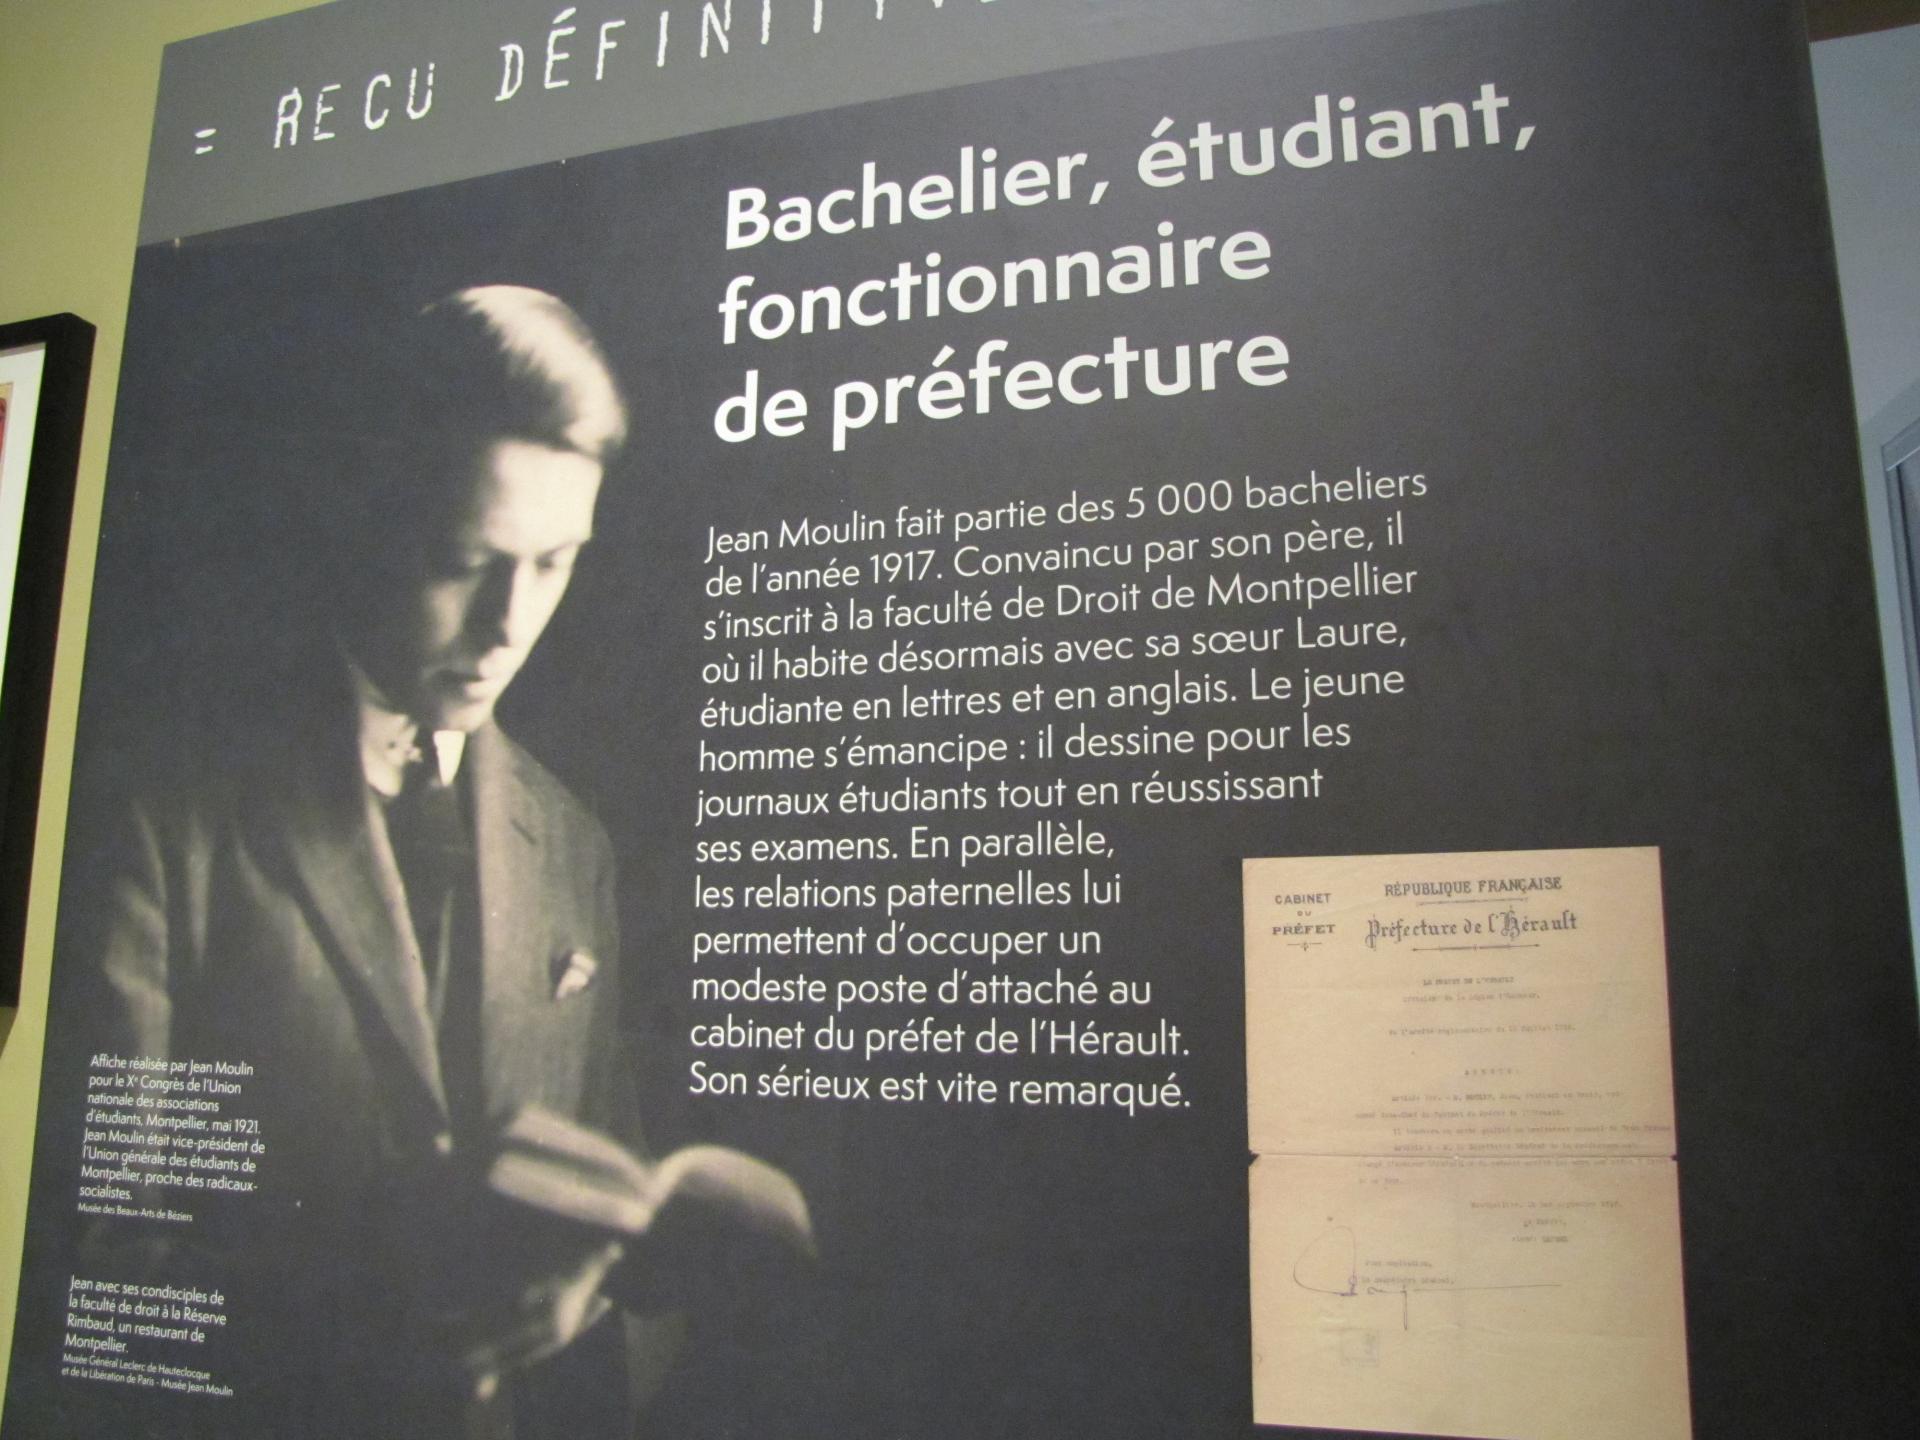 = RECU DÉFINITIV
Bachelier, étudiant,
fonctionnaire
de préfecture
Jean Moulin fait partie des 5 000 bacheliers
de l'année 1917. Convaincu par son père, il
s'inscrit à la faculté de Droit de Montpellier
où il habite désormais avec sa sœur Laure,
étudiante en lettres et en anglais. Le jeune
homme s'émancipe : il dessine pour les
journaux étudiants tout en réussissant
ses examens. En parallèle,
les relations paternelles lui
permettent d'occuper un
modeste poste d'attaché au
cabinet du préfet de l'Hérault.
Son sérieux est vite remarqué.
Affiche réalisée par Jean Moulin
pour le Xᵉ Congrès de l'Union
nationale des associations
d'étudiants, Montpellier, mai 1921.
Jean Moulin était vice-président de
l'Union générale des étudiants de
Montpellier, proche des radicaux-
socialistes.
Musée des Beaux-Arts de Béziers
Jean avec ses condisciples de
la faculté de droit à la Réserve
Rimbaud, un restaurant de
Montpellier.
Musée Général Leclerc de Hauteclocque
et de la Libération de Paris - Musée Jean Moulin
CABINET
DU
PRÉFET
RÉPUBLIQUE FRANÇAISE
Préfecture de l'Hérault
LE PREFET DE L'HERAULT